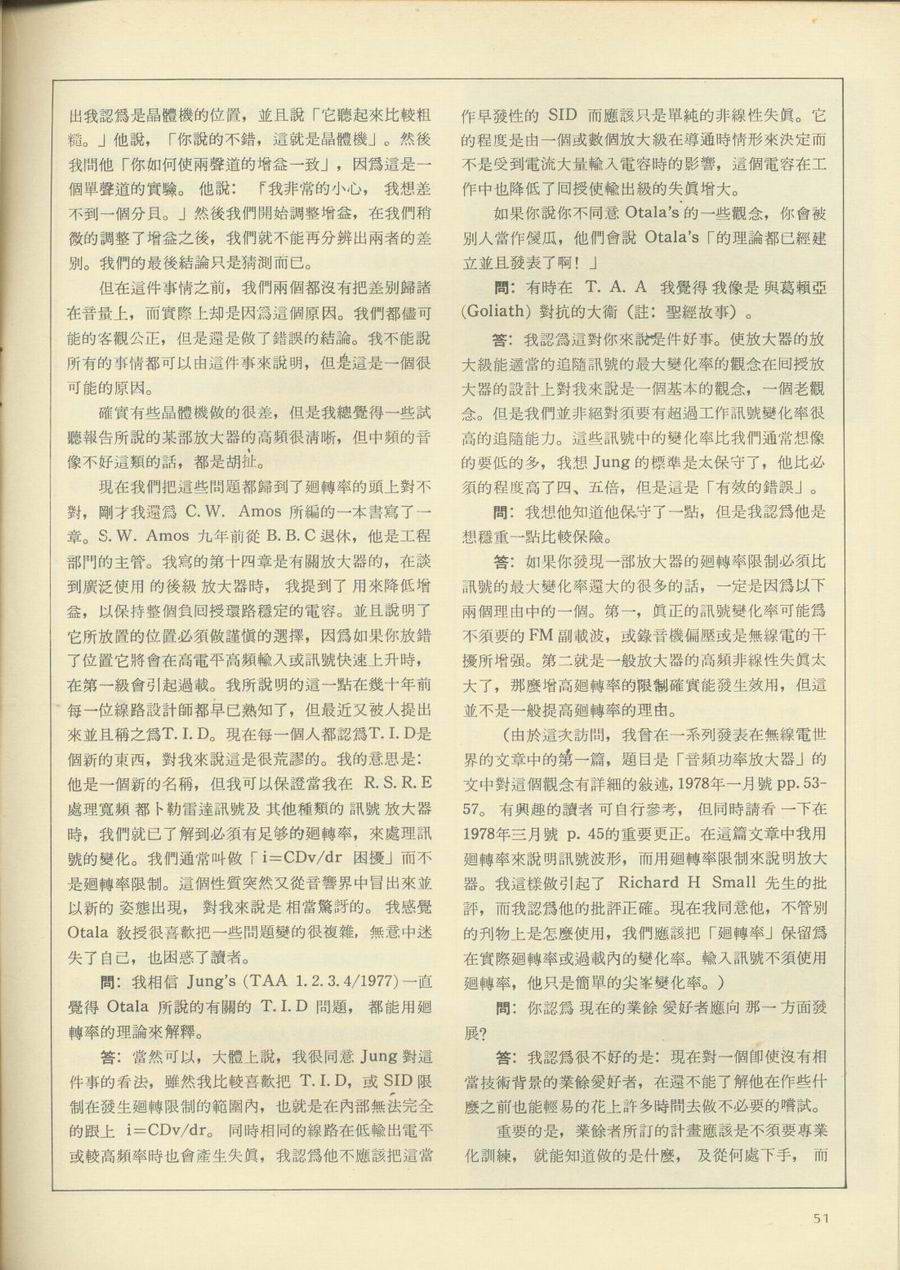 出我認爲是晶體機的位置，並且說「它聽起來比較粗
糙。」他說，「你說的不錯，這就是晶體機」。然後
我問他「你如何使兩聲道的增益一致」，因爲這是一
個單聲道的實驗。他說：「我非常的小心，我想差
不到一個分貝。」然後我們開始調整增益，在我們稍
微的調整了增益之後，我們就不能再分辨出兩者的差
別。我們的最後結論只是猜測而已。
但在這件事情之前，我們兩個都沒有把差别歸諸
在音量上，而實際上却是因爲這個原因。我們都儘可
能的客觀公正，但是還是做了錯誤的結論。我不能說
所有的事情都可以由這件事來說明，但是這是一個很
可能的原因。
確實有些晶體機做的很差，但是我總覺得一些試
聽報告所說的某部放大器的高頻很清晰，但中頻的音
像不好這類的話，都是胡扯。
現在我們把這些問題都歸到了廻轉率的頭上對不
對，剛才我還爲 C. W. Amos 所編的一本書寫了一
章。S. W. Amos 九年前從 B. B. C 退休，他是工程
部門的主管。我寫的第十四章是有關放大器的，在談
到廣泛使用的後級放大器時，我提到了用來降低增
益，以保持整個負回授環路穩定的電容。並且說明了
它所放置的位置必須做謹愼的選擇，因爲如果你放錯
了位置它將會在高電平高頻輸入或訊號快速上升時，
在第一級會引起過載。我所說明的這一點在幾十年前
每一位線路設計師都早已熟知了，但最近又被人提出
來並且稱之爲T. I. D。現在每一個人都認爲T. I. D是
個新的東西，對我來說這是很荒謬的。我的意思是：
他是一個新的名稱，但我可以保證當我在 R. S. R. E
處理寬頻都卜勒雷達訊號及其他種類的訊號放大器
時，我們就已了解到必須有足够的廻轉率，來處理訊
號的變化。我們通常叫做「i=CDv/dr 困擾」而不
是廻轉率限制。這個性質突然又從音響界中冒出來並
以新的姿態出現，對我來說是相當驚訝的。我感覺
Otala 教授很喜歡把一些問題變的很複雜，無意中迷
失了自己，也困惑了讀者。
問：我相信 Jung's (TAA 1. 2. 3. 4/1977) 一直
覺得 Otala 所說的有關的 T. I. D 問題，都能用廻
轉率的理論來解釋。
答：當然可以，大體上說，我很同意 Jung 對這
件事的看法，雖然我比較喜歡把 T. I. D，或 SID 限
制在發生廻轉限制的範圍內，也就是在內部無法完全
的跟上 i=CDv/dr。同時相同的線路在低輸出電平
或較高頻率時也會產生失眞，我認爲他不應該把這當
作早發性的 SID 而應該只是單純的非線性失眞。它
的程度是由一個或數個放大級在導通時情形來決定而
不是受到電流大量輸入電容時的影響，這個電容在工
作中也降低了回授使輸出級的失眞增大。
如果你說你不同意 Otala's 的一些觀念，你會被
別人當作傻瓜，他們會說 Otala's「的理論都已經建
立並且發表了啊！」
問：有時在 T. A. A 我覺得我像是與葛賴亞
(Goliath) 對抗的大衞（註：聖經故事）。
答：我認爲這對你來說是件好事。使放大器的放
大級能適當的追隨訊號的最大變化率的觀念在回授放
大器的設計上對我來說是一個基本的觀念，一個老觀
念。但是我們並非絕對須要有超過工作訊號變化率很
高的追隨能力。這些訊號中的變化率比我們通常想像
的要低的多，我想 Jung 的標準是太保守了，他比必
須的程度高了四、五倍，但是這是「有效的錯誤」。
問：我想他知道他保守了一點，但是我認爲他是
想穩重一點比較保險。
答：如果你發現一部放大器的廻轉率限制必須比
訊號的最大變化率還大的很多的話，一定是因爲以下
兩個理由中的一個。第一，眞正的訊號變化率可能爲
不須要的 FM 副載波，或錄音機偏壓或是無線電的干
擾所增强。第二就是一般放大器的高頻非線性失眞太
大了，那麼增高廻轉率的限制確實能發生效用，但這
並不是一般提高廻轉率的理由。
（由於這次訪問，我曾在一系列發表在無線電世
界的文章中的第一篇，題目是「音頻功率放大器」的
文中對這個觀念有詳細的敍述，1978年一月號 pp. 53-
57。有興趣的讀者可自行參考，但同時請看一下在
1978年三月號 p. 45的重要更正。在這篇文章中我用
廻轉率來說明訊號波形，而用廻轉率限制來說明放大
器。我這樣做引起了 Richard H Small 先生的批
評，而我認爲他的批評正確。現在我同意他，不管別
的刊物上是怎麼使用，我們應該把「廻轉率」保留爲
在實際廻轉率或過載內的變化率。輸入訊號不須使用
廻轉率，他只是簡單的尖峯變化率。）
問：你認爲現在的業餘愛好者應向那一方面發
展?
答：我認爲很不好的是：現在對一個卽使沒有相
當技術背景的業餘愛好者，在還不能了解他在作些什
麼之前也能輕易的花上許多時間去做不必要的嚐試。
重要的是，業餘者所訂的計畫應該是不須要專業
化訓練，就能知道做的是什麼，及從何處下手，而
51